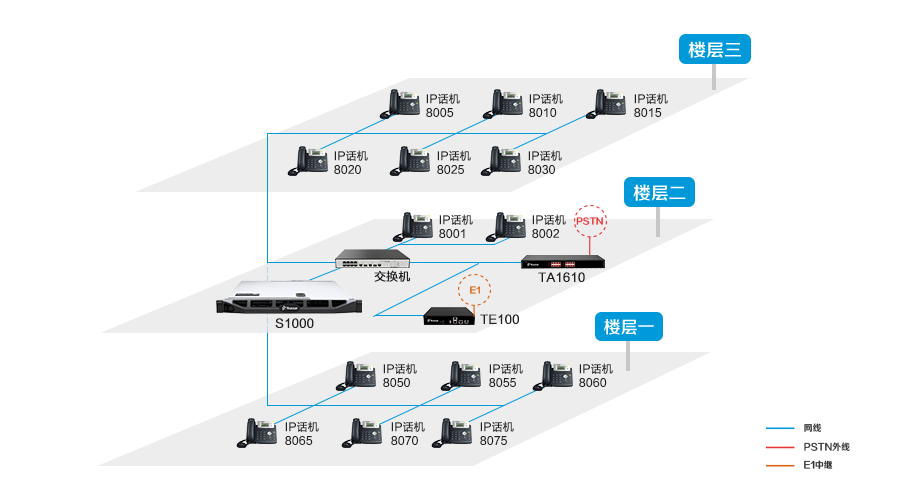 楼层三
IP话机
8005
IP话机
8010
IP话机
8015
IP话机
8020
IP话机
8025
IP话机
8030
楼层二
IP话机
8001
IP话机
8002
PSTN
交换机
TA1610
E1
S1000
TE100
楼层一
IP话机
8050
IP话机
8055
IP话机
8060
IP话机
8065
IP话机
8070
IP话机
8075
网线
PSTN外线
E1中继